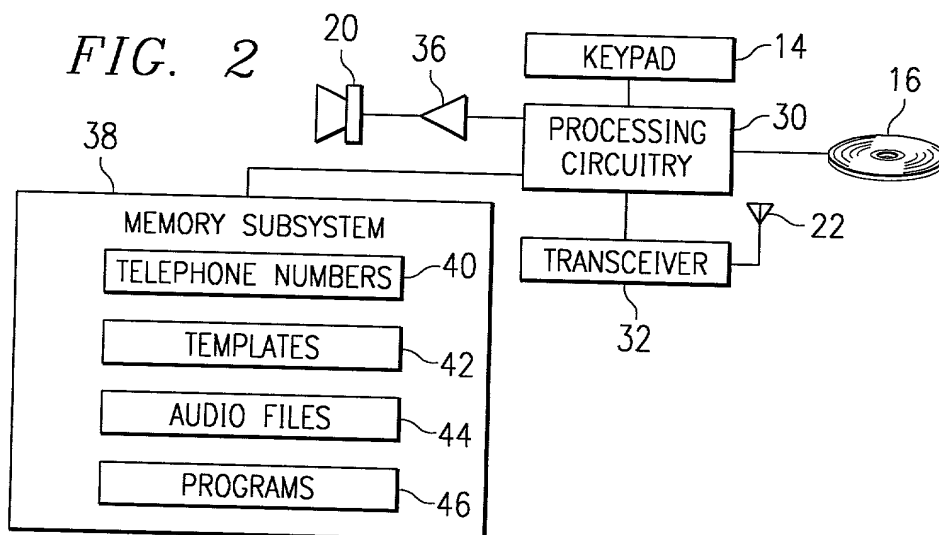 FIG. 2
20
36
KEYPAD
14
PROCESSING
CIRCUITRY
30
16
38
MEMORY SUBSYSTEM
TELEPHONE NUMBERS
40
TEMPLATES
42
AUDIO FILES
44
PROGRAMS
46
TRANSCEIVER
22
32